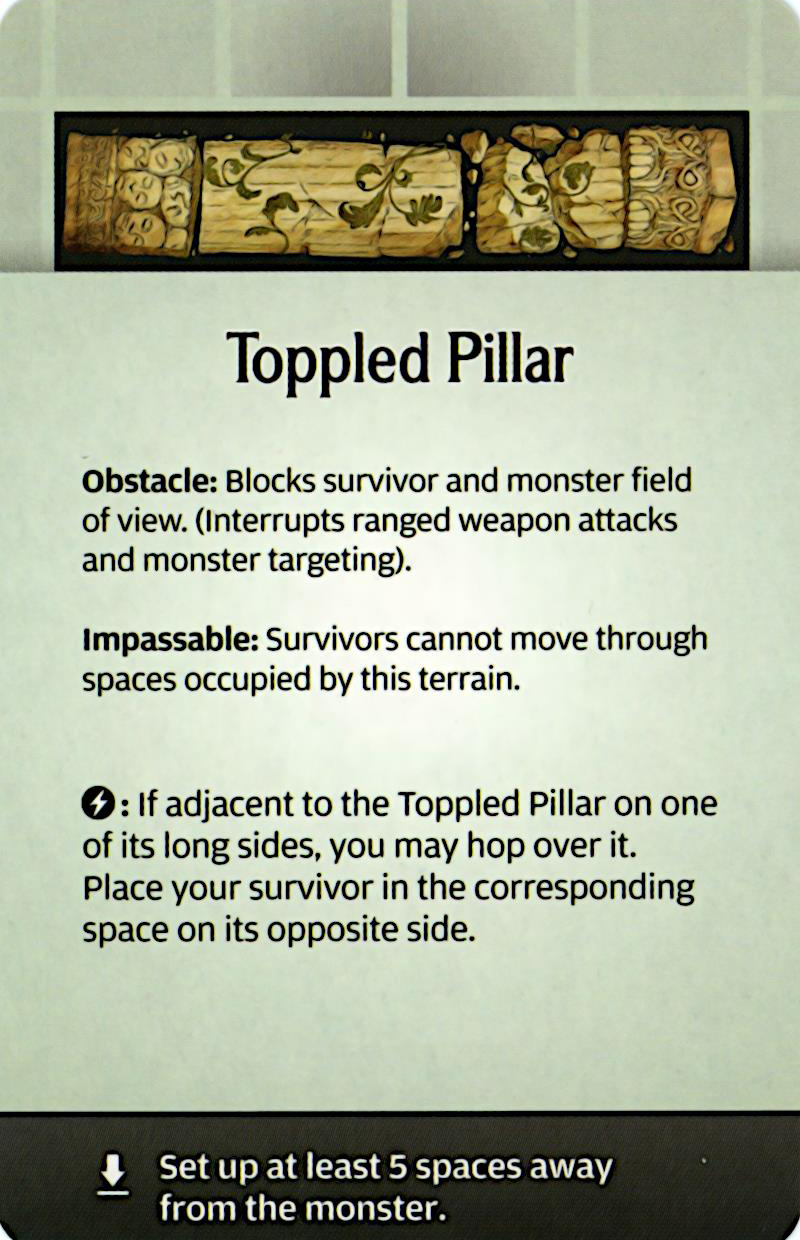 Toppled Pillar
Obstacle: Blocks survivor and monster field
of view. (Interrupts ranged weapon attacks
and monster targeting).
Impassable: Survivors cannot move through
spaces occupied by this terrain.
: If adjacent to the Toppled Pillar on one
of its long sides, you may hop over it.
Place your survivor in the corresponding
space on its opposite side.
Set up at least 5 spaces away
from the monster.